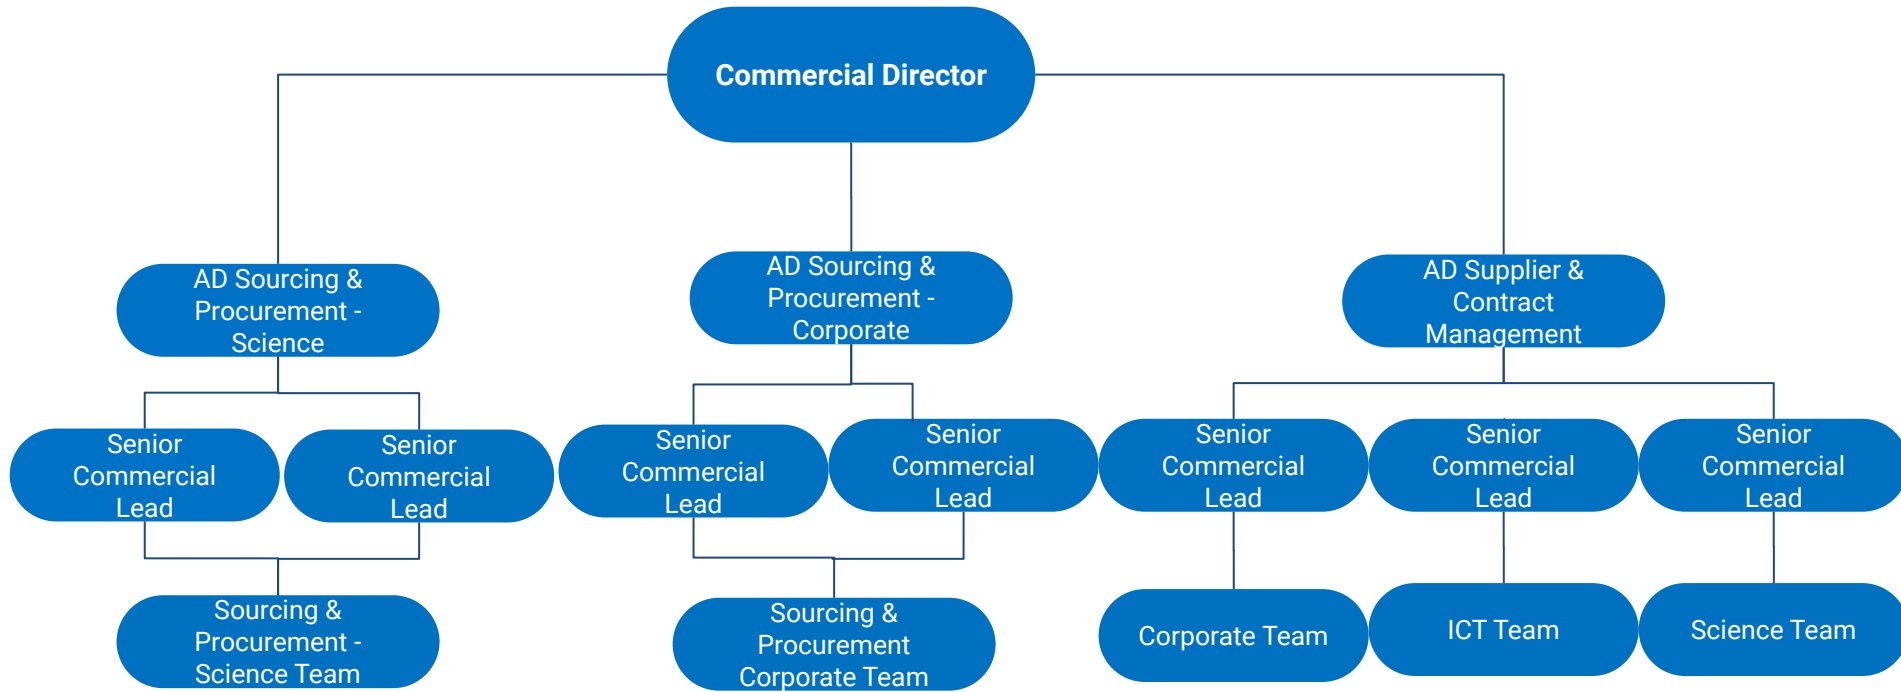 Commercial Director
AD Sourcing &
Procurement -
Science
AD Sourcing &
Procurement -
Corporate
AD Supplier &
Contract
Management
Senior
Commercial
Lead
Senior
Commercial
Lead
Senior
Commercial
Lead
Senior
Commercial
Lead
Senior
Commercial
Lead
Senior
Commercial
Lead
Senior
Commercial
Lead
Sourcing &
Procurement -
Science Team
Sourcing &
Procurement
Corporate Team
Corporate Team
ICT Team
Science Team